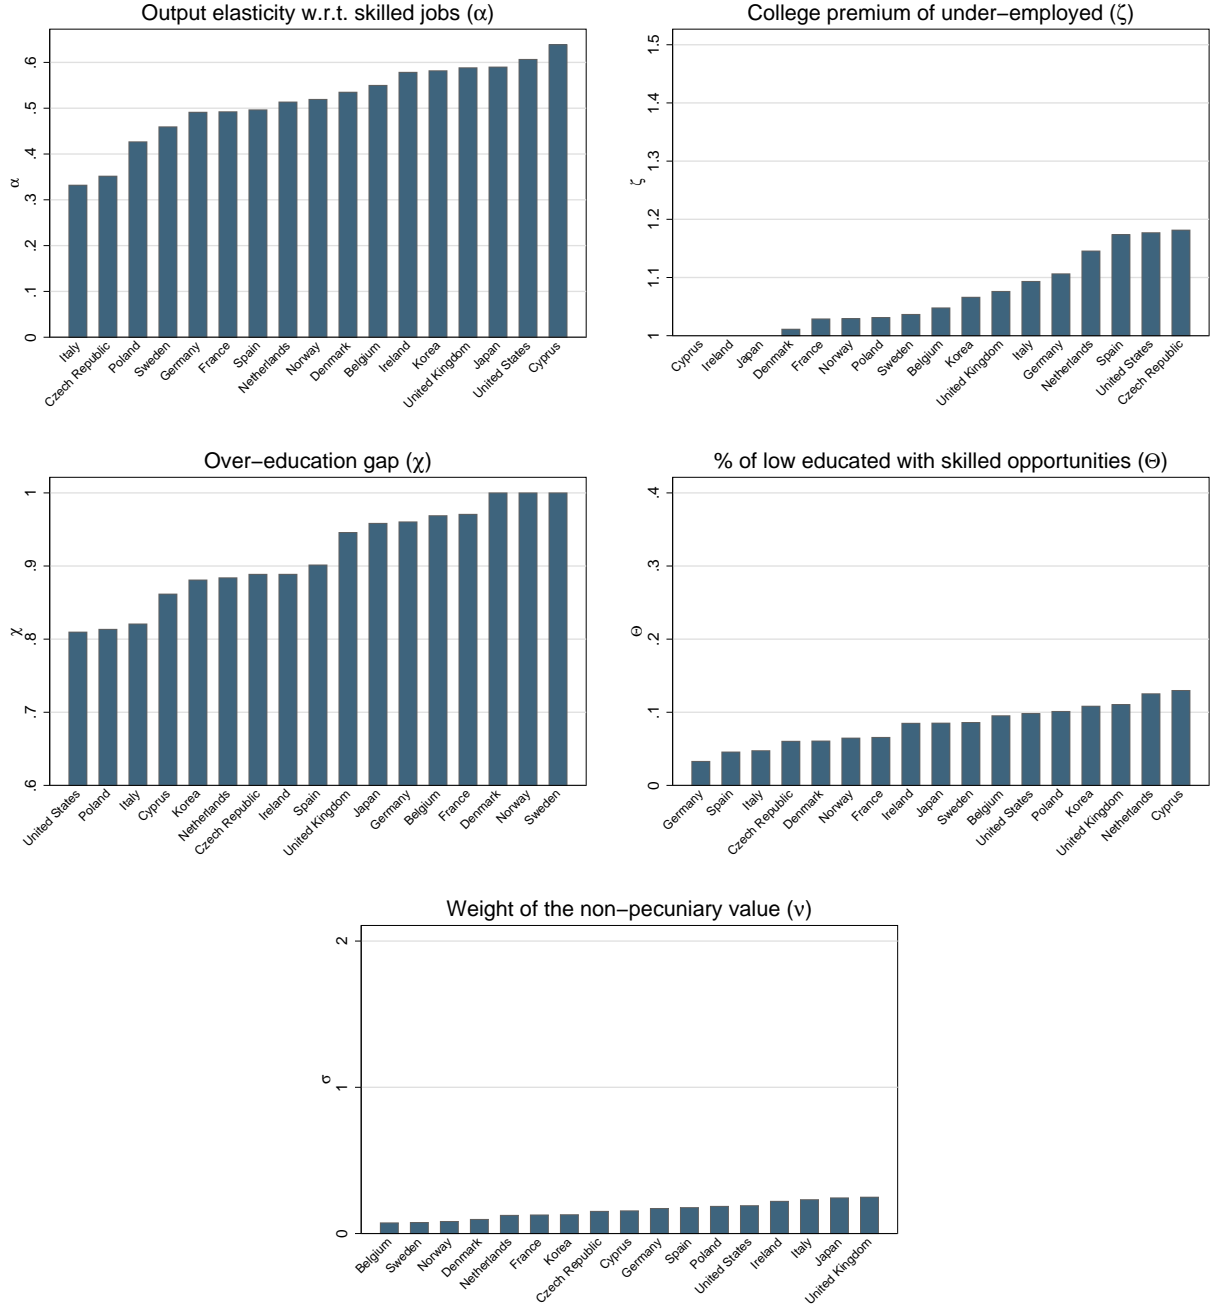 Output elasticity w.r.t. skilled jobs (α)
α
0
.1
.2
.3
.4
.5
.6
Italy
Czech Republic
Poland
Sweden
Germany
France
Spain
Netherlands
Norway
Denmark
Belgium
Ireland
Korea
United Kingdom
Japan
United States
Cyprus
College premium of under−employed (ζ)
ζ
1
1.1
1.2
1.3
1.4
1.5
Cyprus
Ireland
Japan
Denmark
France
Norway
Poland
Sweden
Belgium
Korea
United Kingdom
Italy
Germany
Netherlands
Spain
United States
Czech Republic
Over−education gap (χ)
χ
.6
.7
.8
.9
1
United States
Poland
Italy
Cyprus
Korea
Netherlands
Czech Republic
Ireland
Spain
United Kingdom
Japan
Germany
Belgium
France
Denmark
Norway
Sweden
% of low educated with skilled opportunities (Θ)
Θ
0
.1
.2
.3
.4
Germany
Spain
Italy
Czech Republic
Denmark
Norway
France
Ireland
Japan
Sweden
Belgium
United States
Poland
Korea
United Kingdom
Netherlands
Cyprus
Weight of the non−pecuniary value (ν)
σ
0
1
2
Belgium
Sweden
Norway
Denmark
Netherlands
France
Korea
Czech Republic
Cyprus
Germany
Spain
Poland
United States
Ireland
Italy
Japan
United Kingdom